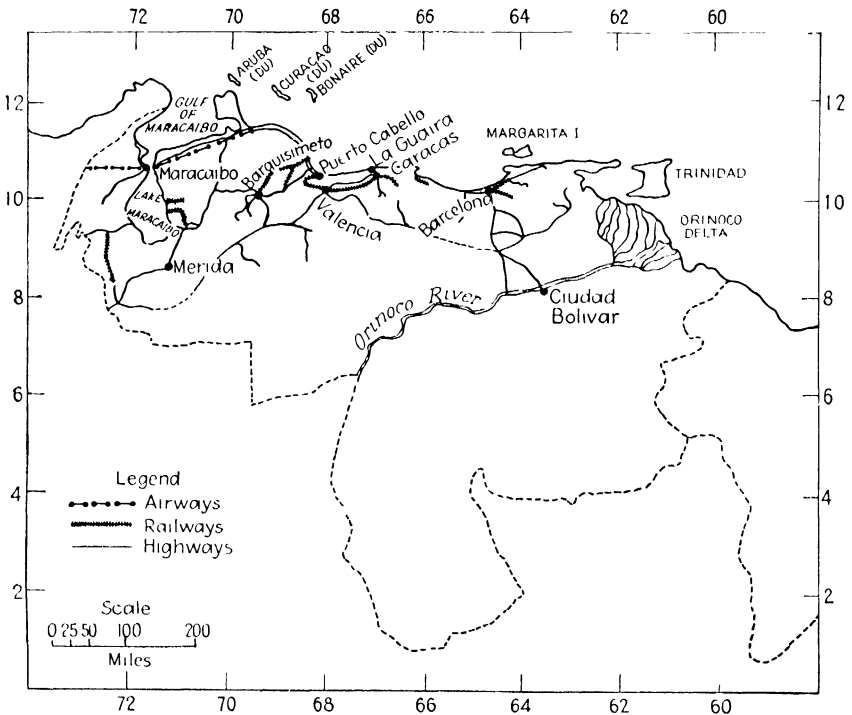 72 70 68 66 64 62 60
ARUBA
(DU)
CURACAO
(DU)
BONAIRE (DU)
12 12
GULF
OF
MARACAIBO
Puerto Cabello
La Guaira
Caracas
MARGARITA I
Barquisimeto
Maracaibo
TRINIDAD
10 10
LAKE
MARACAIBO
Valencia
Barcelona
ORINOCO
DELTA
Merida
8 8
Orinoco River
Ciudad
Bolivar
6 6
Legend
4 4
Airways
Railways
Highways
2 2
Scale
0 25 50 100 200
Miles
72 70 68 66 64 62 60